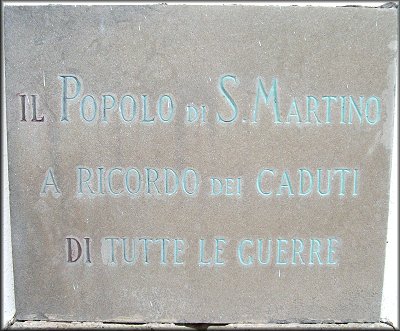 IL POPOLO DI S. MARTINO
A RICORDO DEI CADUTI
DI TUTTE LE GUERRE